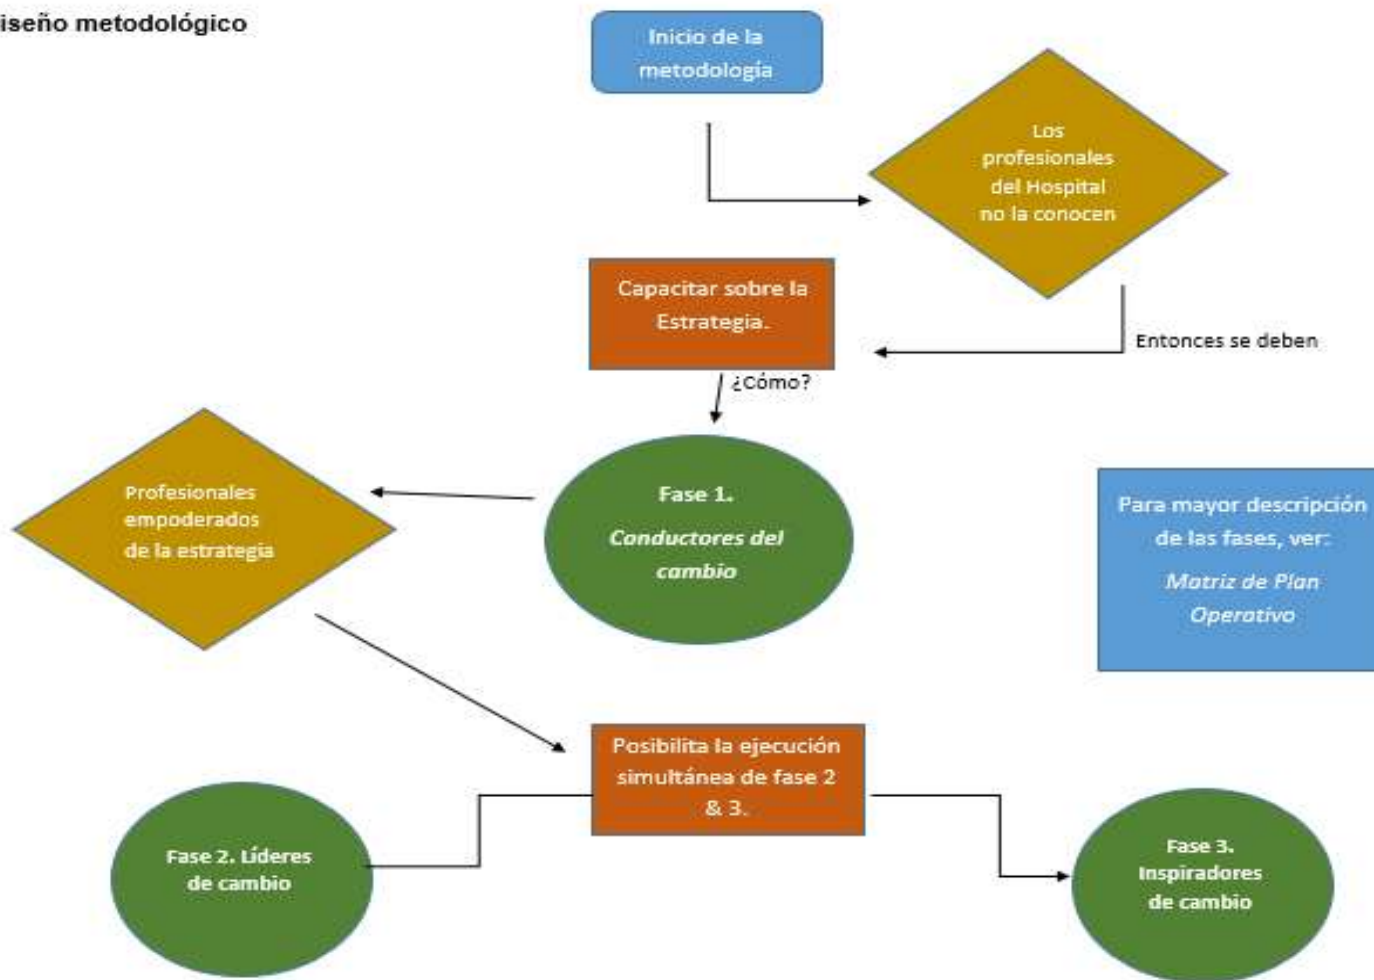 iseño metodológico
Inicio de la
metodología
Los
profesionales
del Hospital
no la conocen
Capacitar sobre la
Estrategia.
Entonces se deben
¿Cómo?
Fase 1.
Conductores del
cambio
Profesionales
empoderados
de la estrategia
Para mayor descripción
de las fases, ver:
Matriz de Plan
Operativo
Posibilita la ejecución
simultánea de fase 2
& 3.
Fase 2. Líderes
de cambio
Fase 3.
Inspiradores
de cambio